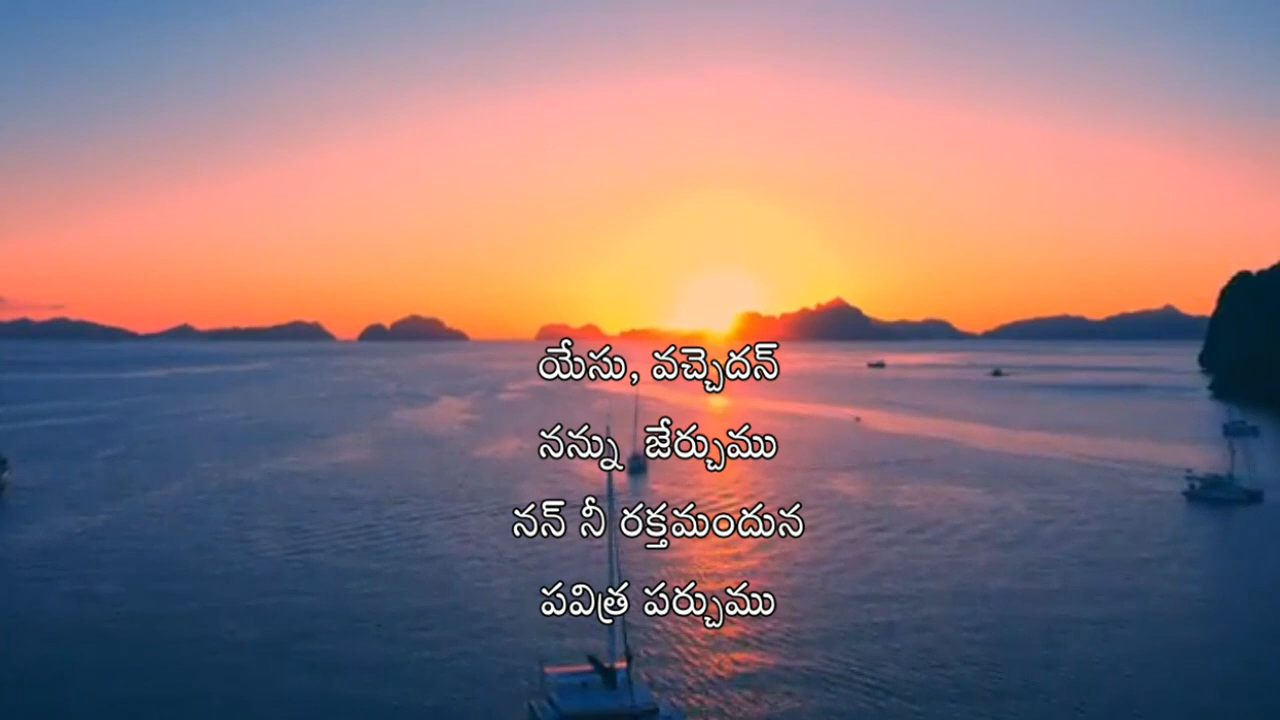 యేసు, వచ్చెదన్
నన్ను జేర్చుము
నన్ నీ రక్తమందున
పవిత్ర పర్చుము